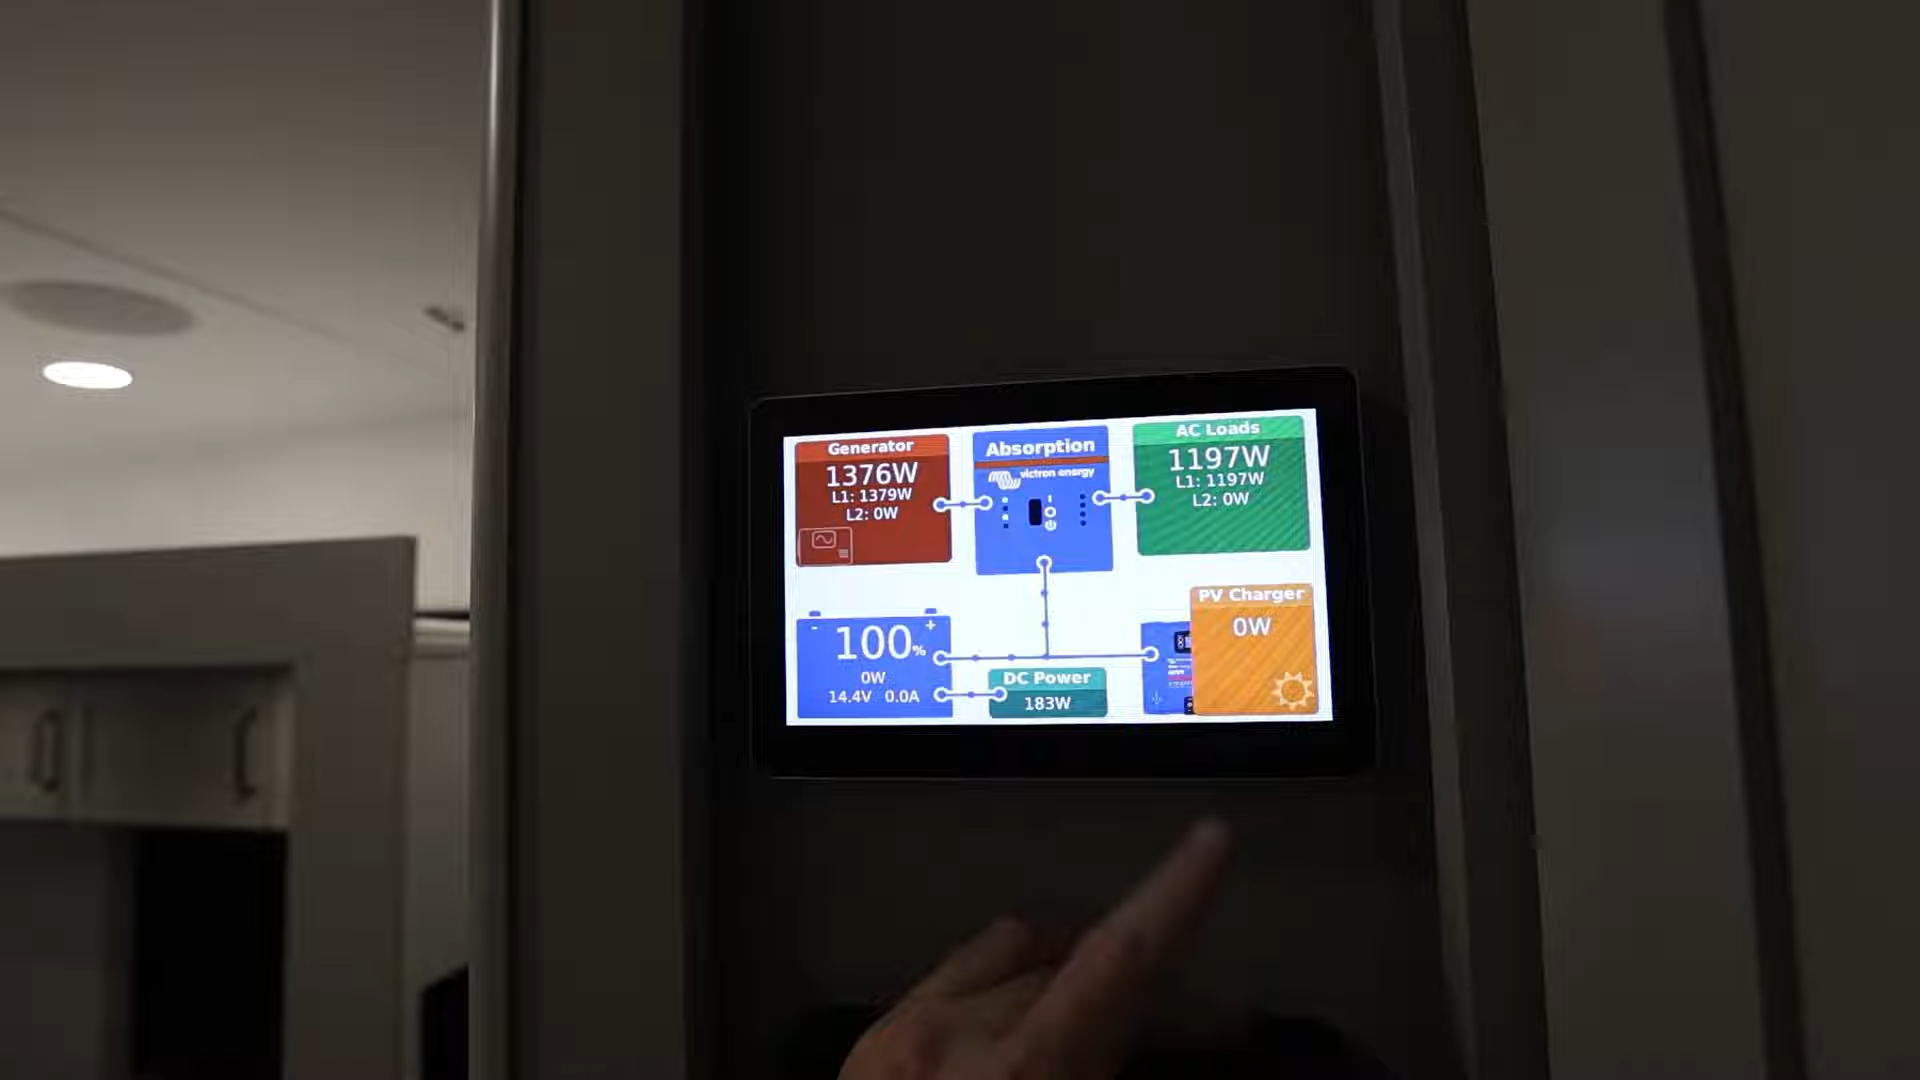 Generator
1376W
L1: 1379W
L2: 0W
Absorption
victron energy
AC Loads
1197W
L1: 1197W
L2: 0W
- +
100%
0W
14.4V 0.0A
DC Power
183W
PV Charger
0W